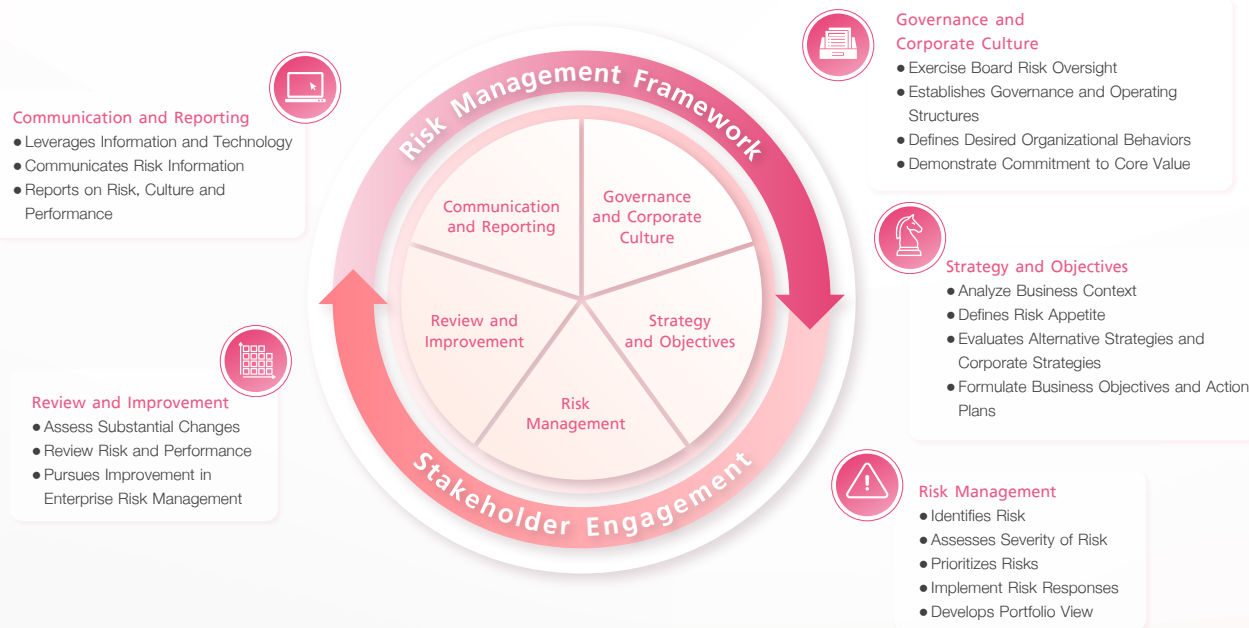 Risk Management Framework
Stakeholder Engagement
Communication
and Reporting
Governance
and Corporate
Culture
Review and
Improvement
Strategy
and Objectives
Risk
Management
Communication and Reporting
● Leverages Information and Technology
● Communicates Risk Information
● Reports on Risk, Culture and
Performance
Review and Improvement
● Assess Substantial Changes
● Review Risk and Performance
● Pursues Improvement in
Enterprise Risk Management
Governance and
Corporate Culture
● Exercise Board Risk Oversight
● Establishes Governance and Operating
Structures
● Defines Desired Organizational Behaviors
● Demonstrate Commitment to Core Value
Strategy and Objectives
● Analyze Business Context
● Defines Risk Appetite
● Evaluates Alternative Strategies and
Corporate Strategies
● Formulate Business Objectives and Action
Plans
Risk Management
● Identifies Risk
● Assesses Severity of Risk
● Prioritizes Risks
● Implement Risk Responses
● Develops Portfolio View